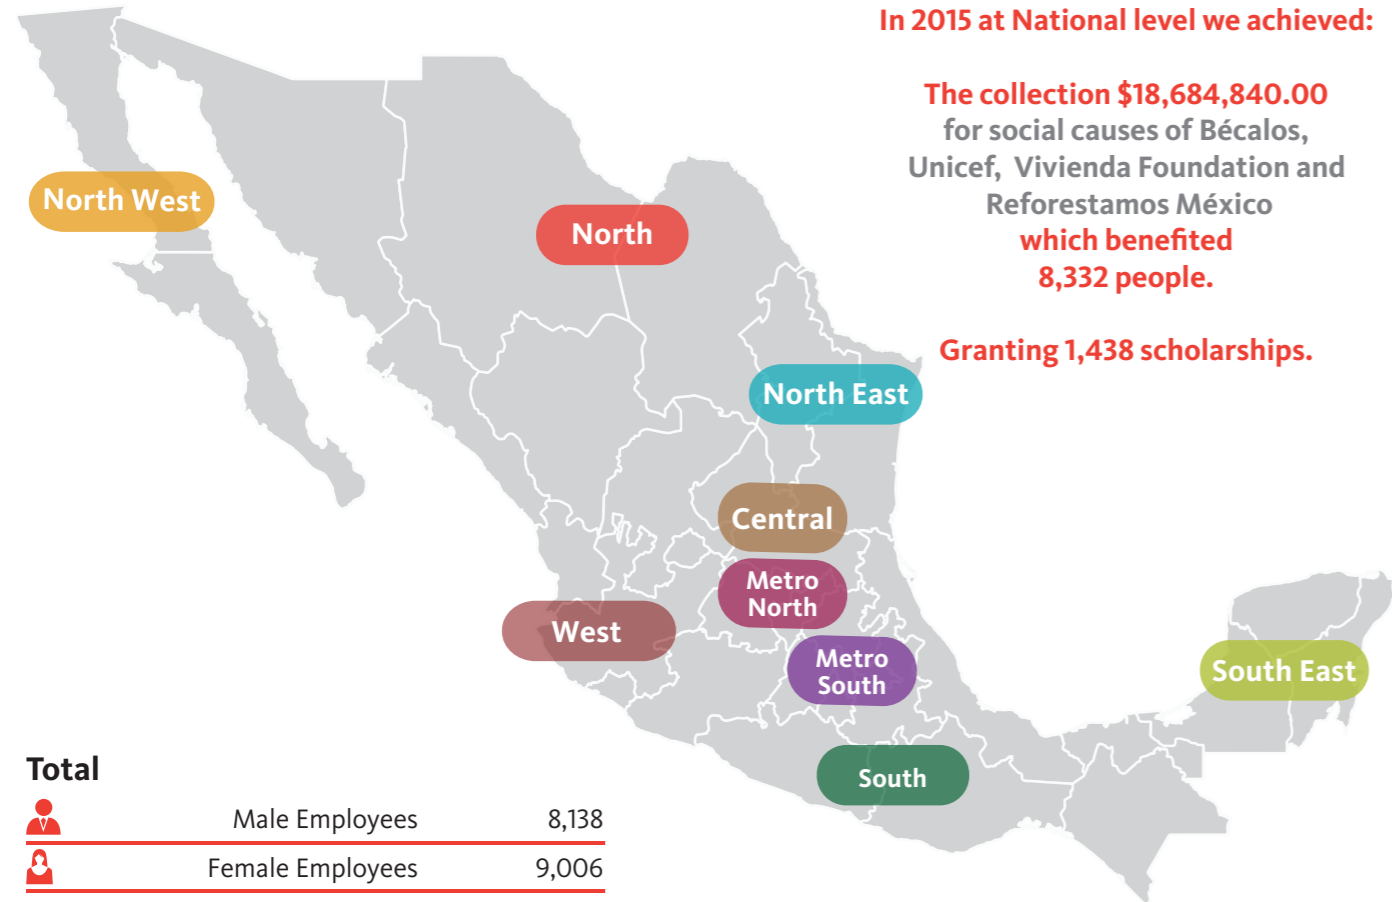 In 2015 at National level we achieved:
The collection $18,684,840.00
for social causes of Bécalos,
Unicef, Vivienda Foundation and
Reforestamos México
which benefited
8,332 people.
Granting 1,438 scholarships.
North West
North
North East
Central
Metro
North
West
Metro
South
South East
South
Total
Male Employees 8,138
Female Employees 9,006